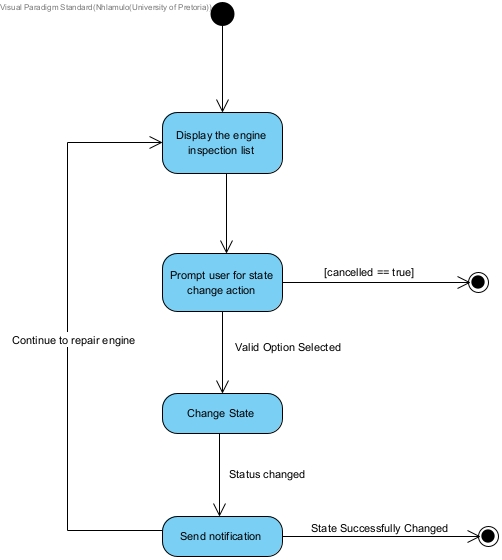 Visual Paradigm Standard(Nhlamulo(University of Pretoria))
Display the engine
inspection list
Prompt user for state
change action
[cancelled == true]
Continue to repair engine
Valid Option Selected
Change State
Status changed
Send notification
State Successfully Changed